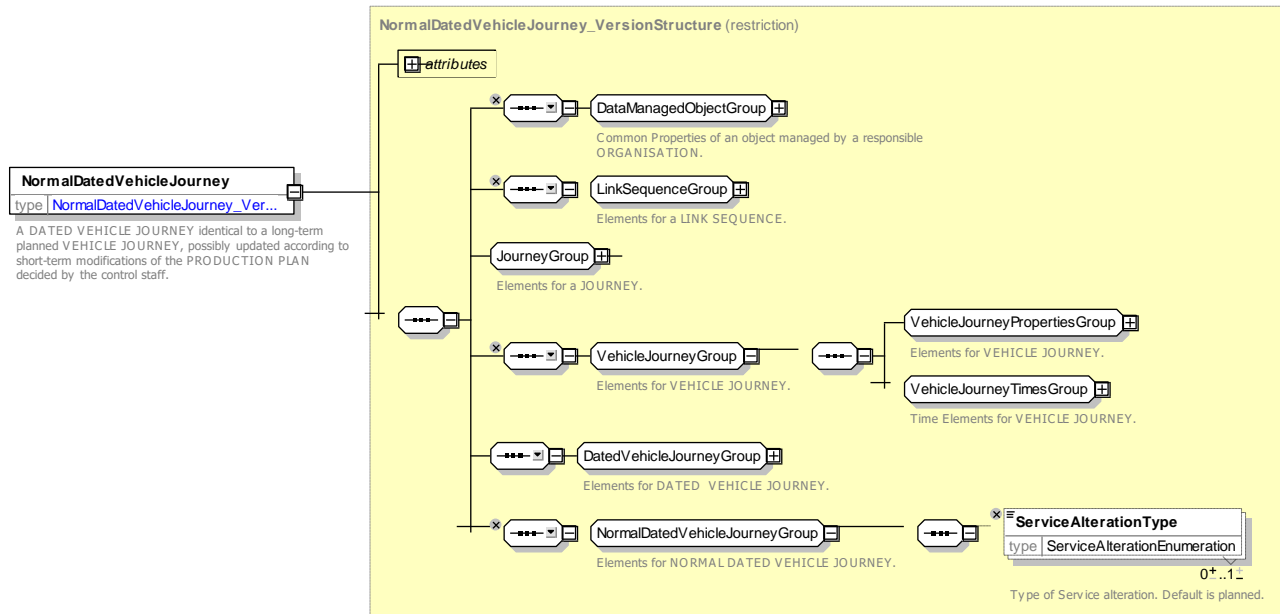 NormalDatedVehicleJourney_VersionStructure (restriction)
attributes
DataManagedObjectGroup
Common Properties of an object managed by a responsible
ORGANISATION.
NormalDatedVehicleJourney
type NormalDatedVehicleJourney_Ver...
A DATED VEHICLE JOURNEY identical to a long-term
planned VEHICLE JOURNEY, possibly updated according to
short-term modifications of the PRODUCTION PLAN
decided by the control staff.
LinkSequenceGroup
Elements for a LINK SEQUENCE.
JourneyGroup
Elements for a JOURNEY.
VehicleJourneyGroup
Elements for VEHICLE JOURNEY.
VehicleJourneyPropertiesGroup
Elements for VEHICLE JOURNEY.
VehicleJourneyTimesGroup
Time Elements for VEHICLE JOURNEY.
DatedVehicleJourneyGroup
Elements for DATED VEHICLE JOURNEY.
NormalDatedVehicleJourneyGroup
Elements for NORMAL DATED VEHICLE JOURNEY.
ServiceAlterationType
type ServiceAlterationEnumeration
0..1
Type of Service alteration. Default is planned.